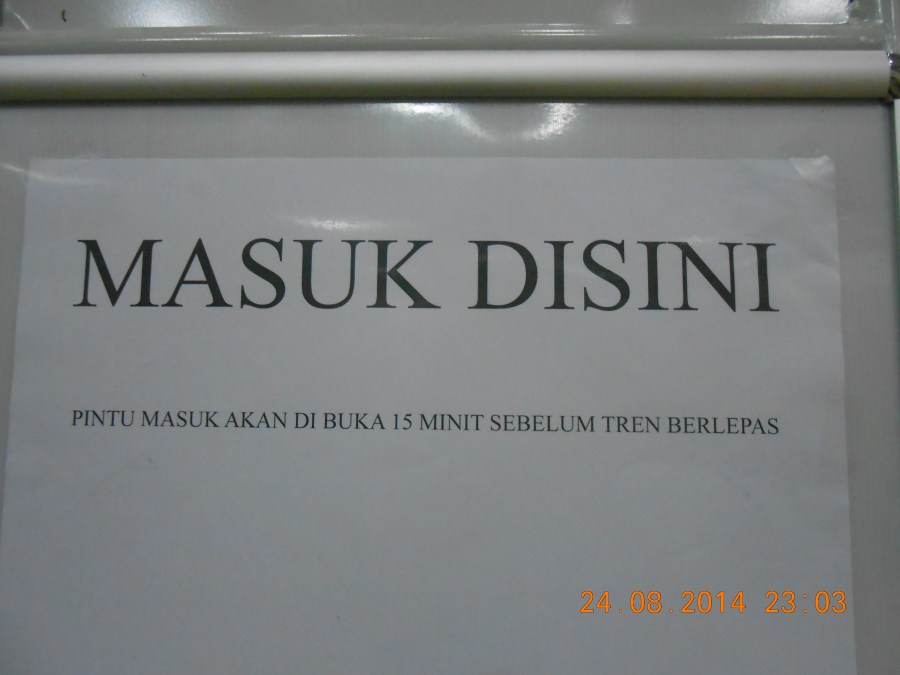 MASUK DISINI
PINTU MASUK AKAN DI BUKA 15 MINIT SEBELUM TREN BERLEPAS
24.08.2014 23:03